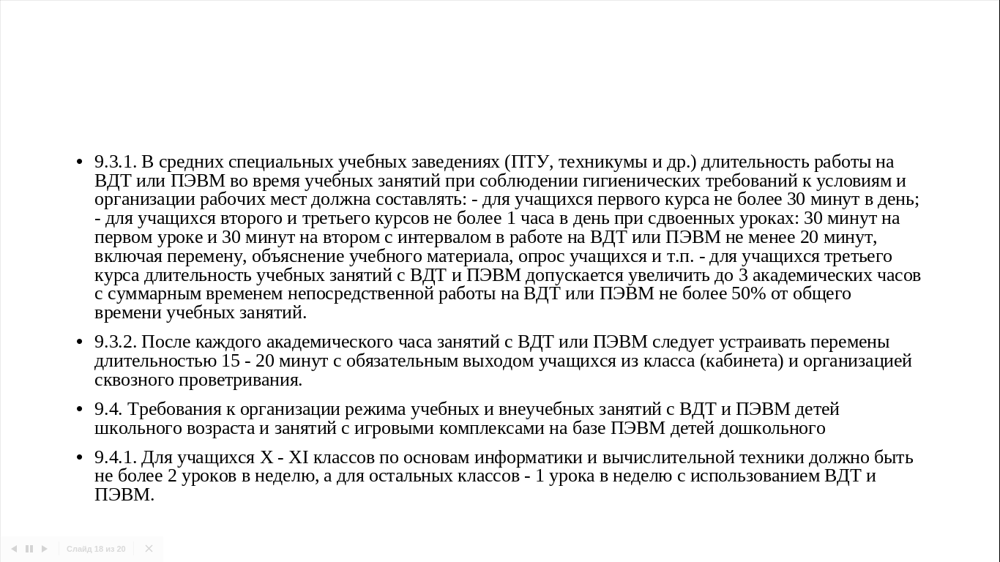 • 9.3.1. В средних специальных учебных заведениях (ПТУ, техникумы и др.) длительность работы на
ВДТ или ПЭВМ во время учебных занятий при соблюдении гигиенических требований к условиям и
организации рабочих мест должна составлять: - для учащихся первого курса не более 30 минут в день;
- для учащихся второго и третьего курсов не более 1 часа в день при сдвоенных уроках: 30 минут на
первом уроке и 30 минут на втором с интервалом в работе на ВДТ или ПЭВМ не менее 20 минут,
включая перемену, объяснение учебного материала, опрос учащихся и т.п. - для учащихся третьего
курса длительность учебных занятий с ВДТ и ПЭВМ допускается увеличить до 3 академических часов
с суммарным временем непосредственной работы на ВДТ или ПЭВМ не более 50% от общего
времени учебных занятий.
• 9.3.2. После каждого академического часа занятий с ВДТ или ПЭВМ следует устраивать перемены
длительностью 15 - 20 минут с обязательным выходом учащихся из класса (кабинета) и организацией
сквозного проветривания.
• 9.4. Требования к организации режима учебных и внеучебных занятий с ВДТ и ПЭВМ детей
школьного возраста и занятий с игровыми комплексами на базе ПЭВМ детей дошкольного
• 9.4.1. Для учащихся X - XI классов по основам информатики и вычислительной техники должно быть
не более 2 уроков в неделю, а для остальных классов - 1 урока в неделю с использованием ВДТ и
ПЭВМ.
Слайд 18 из 20